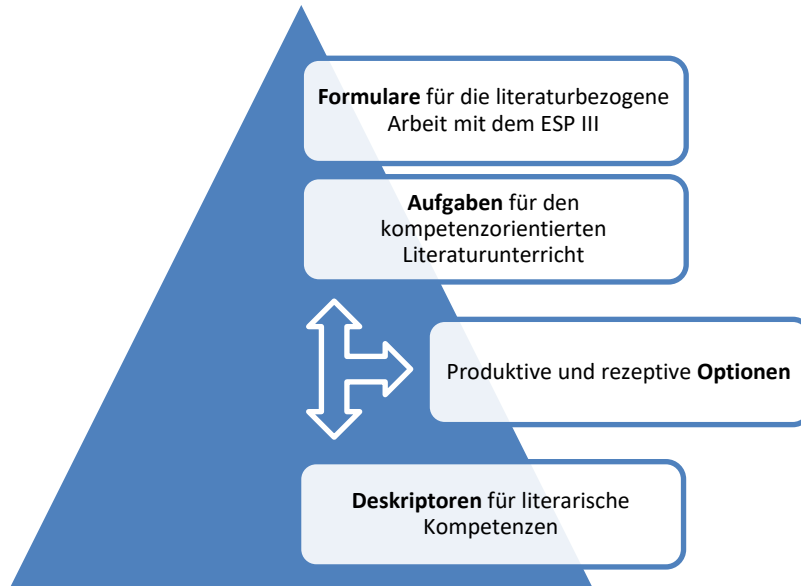 Formulare für die literaturbezogene
Arbeit mit dem ESP III
Aufgaben für den
kompetenzorientierten
Literaturunterricht
Produktive und rezeptive Optionen
Deskriptoren für literarische
Kompetenzen